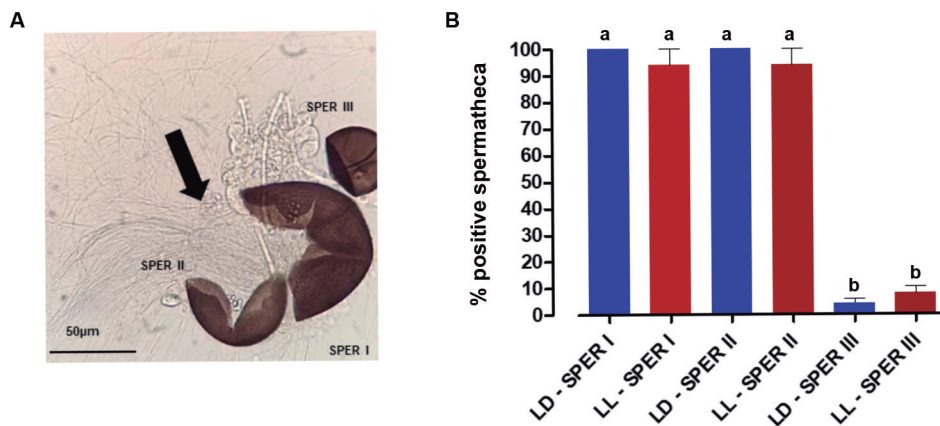 A
SPER III
SPER II
50µm
SPER I
B
% positive spermatheca
100
90
80
70
60
50
40
30
20
10
0
a
a
a
a
b
b
LD - SPER I
LL - SPER I
LD - SPER II
LL - SPER II
LD - SPER III
LL - SPER III